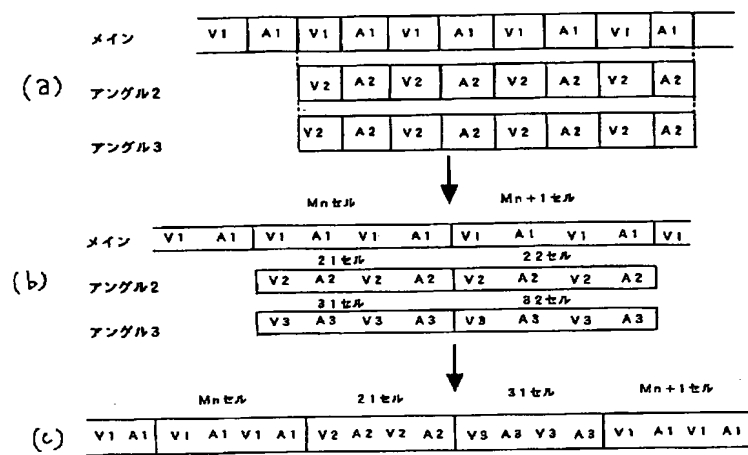 メイン V1 A1 V1 A1 V1 A1 V1 A1 V1 A1
(a) アングル2 V2 A2 V2 A2 V2 A2 V2 A2
アングル3 V2 A2 V2 A2 V2 A2 V2 A2
Mnセル Mn+1セル
メイン V1 A1 V1 A1 V1 A1 V1 A1 V1 A1 V1
21セル 22セル
(b) アングル2 V2 A2 V2 A2 V2 A2 V2 A2
31セル 32セル
アングル3 V3 A3 V3 A3 V3 A3 V3 A3
Mnセル 21セル 31セル Mn+1セル
(c) V1 A1 V1 A1 V1 A1 V2 A2 V2 A2 V3 A3 V3 A3 V1 A1 V1 A1